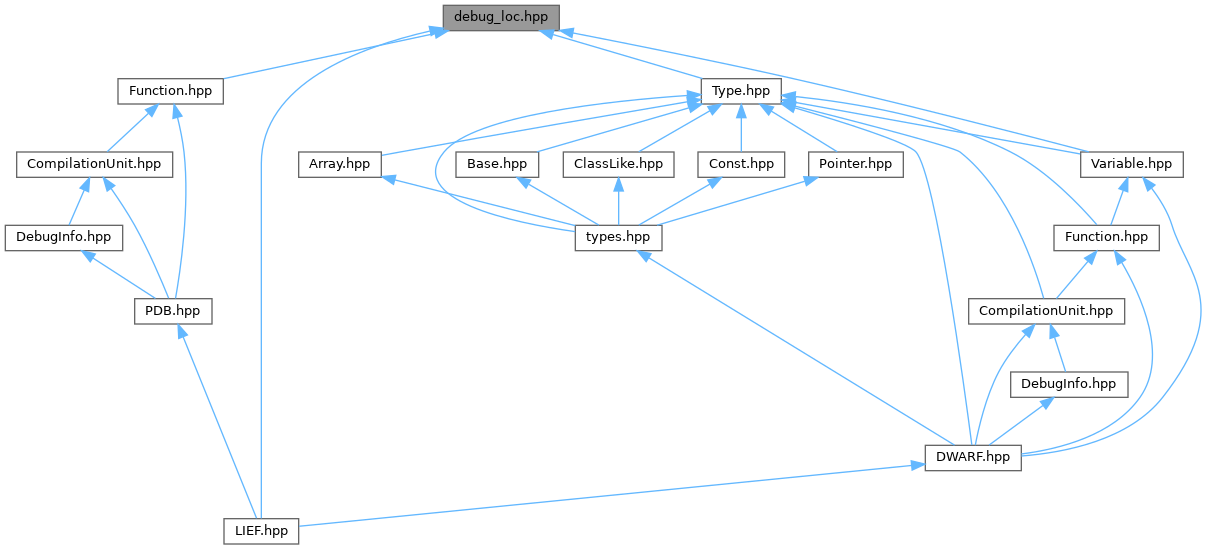 debug_loc.hpp
Function.hpp
Type.hpp
CompilationUnit.hpp
Array.hpp
Base.hpp
ClassLike.hpp
Const.hpp
Pointer.hpp
Variable.hpp
DebugInfo.hpp
types.hpp
Function.hpp
PDB.hpp
CompilationUnit.hpp
DebugInfo.hpp
DWARF.hpp
LIEF.hpp